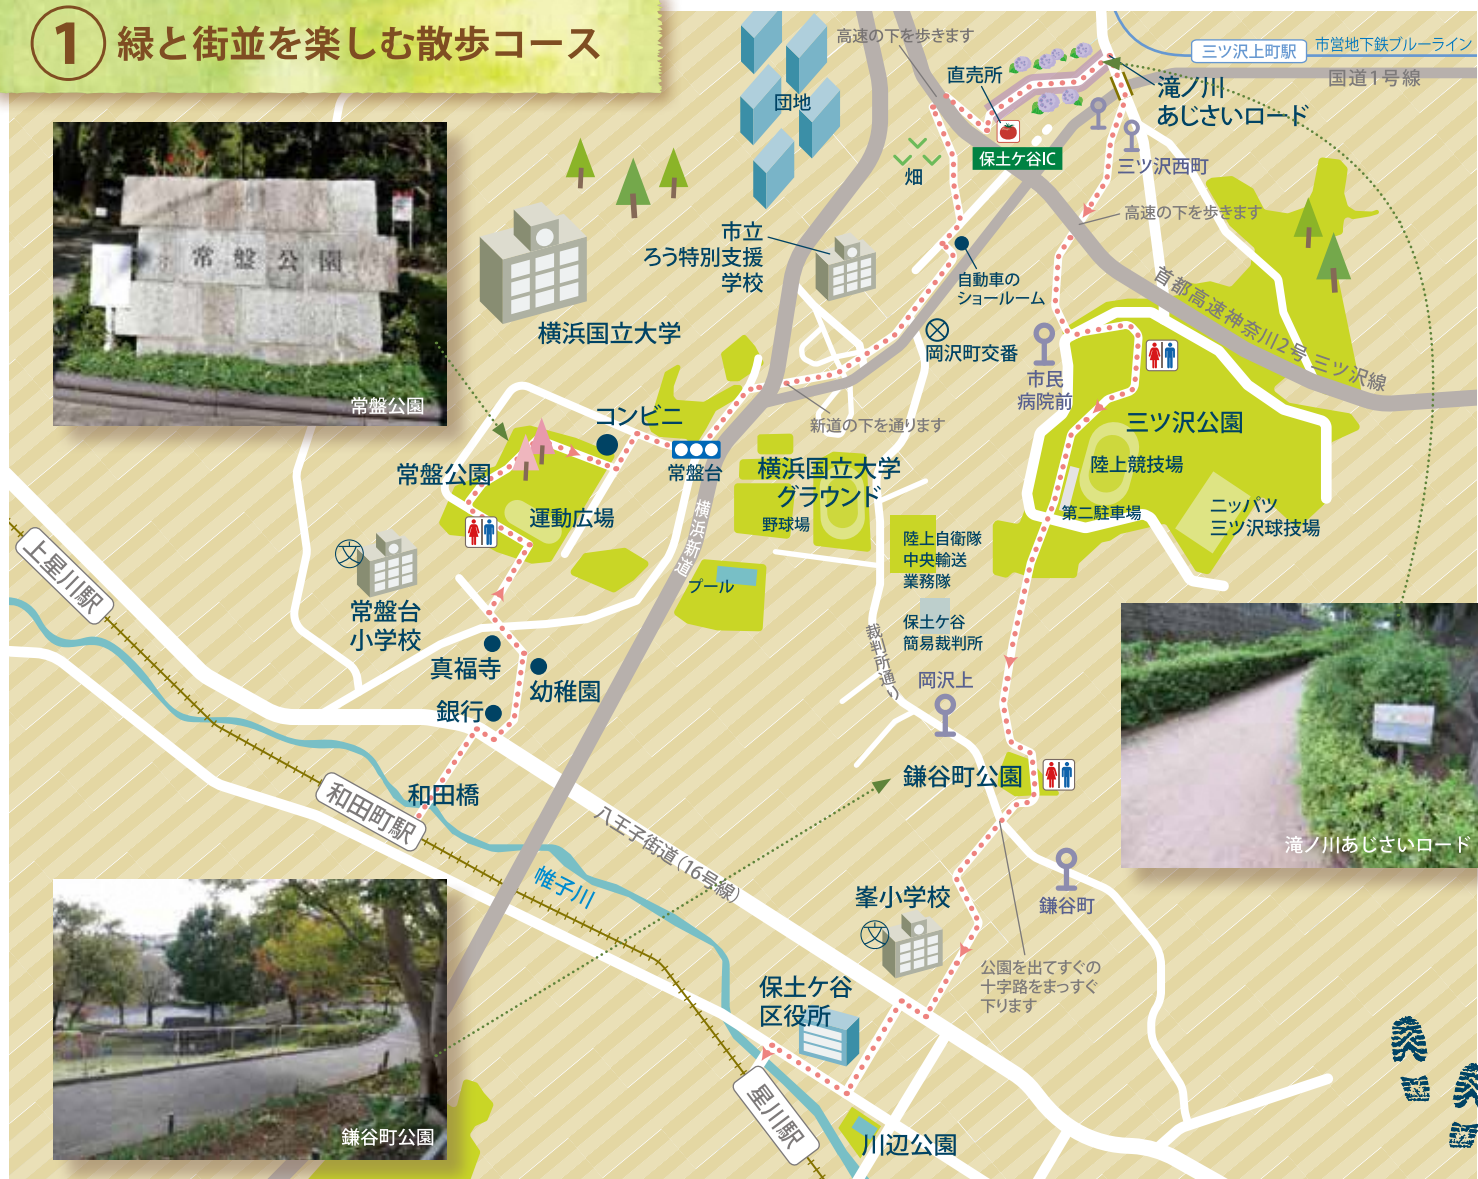 1 緑と街並を楽しむ散歩コース
高速の下を歩きます
三ツ沢上町駅
市営地下鉄ブルーライン
国道1号線
直売所
滝ノ川
あじさいロード
団地
保土ケ谷IC
畑
三ツ沢西町
高速の下を歩きます
常盤公園
常盤公園
市立
ろう特別支援
学校
自動車の
ショールーム
首都高速神奈川2号 三ツ沢線
横浜国立大学
岡沢町交番
市民
病院前
新道の下を通ります
三ツ沢公園
コンビニ
常盤台
常盤公園
横浜国立大学
グラウンド
野球場
陸上競技場
第二駐車場
ニッパツ
三ツ沢球技場
運動広場
横浜新道
陸上自衛隊
中央輸送
業務隊
プール
文
上星川駅
常盤台
小学校
保土ケ谷
簡易裁判所
裁判所通り
真福寺
幼稚園
岡沢上
銀行
和田橋
和田町駅
鎌谷町公園
八王子街道(16号線)
滝ノ川あじさいロード
帷子川
鎌谷町
峯小学校
文
公園を出てすぐの
十字路をまっすぐ
下ります
保土ケ谷
区役所
星川駅
川辺公園
鎌谷町公園